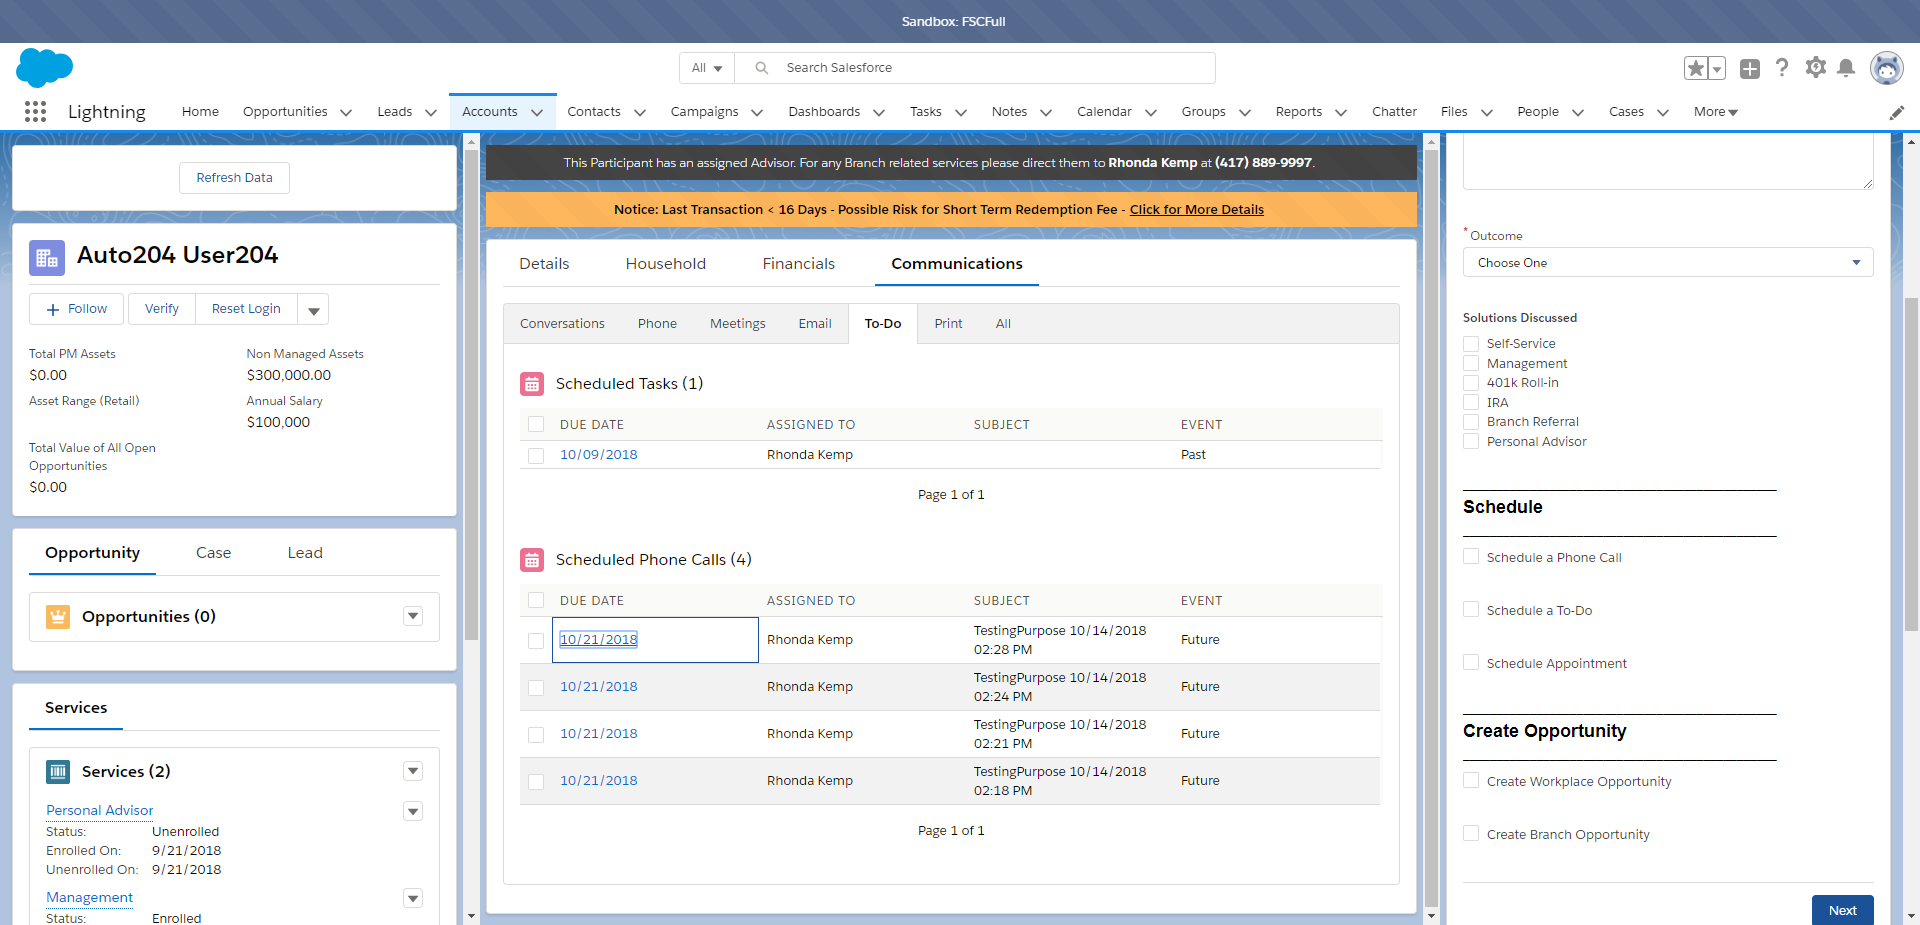 Sandbox: FSCFull
All
Search Salesforce
Lightning
Home
Opportunities
Leads
Accounts
Contacts
Campaigns
Dashboards
Tasks
Notes
Calendar
Groups
Reports
Chatter
Files
People
Cases
More
Refresh Data
Auto204 User204
Follow
Verify
Reset Login
Total PM Assets
$0.00
Non Managed Assets
$300,000.00
Asset Range (Retail)
Annual Salary
$100,000
Total Value of All Open
Opportunities
$0.00
Opportunity
Case
Lead
Opportunities (0)
Services
Services (2)
Personal Advisor
Status: Unenrolled
Enrolled On: 9/21/2018
Unenrolled On: 9/21/2018
Management
Status: Enrolled
This Participant has an assigned Advisor. For any Branch related services please direct them to Rhonda Kemp at (417) 889-9997.
Notice: Last Transaction < 16 Days - Possible Risk for Short Term Redemption Fee - Click for More Details
Details
Household
Financials
Communications
Conversations
Phone
Meetings
Email
To-Do
Print
All
Scheduled Tasks (1)
DUE DATE ASSIGNED TO SUBJECT EVENT
10/09/2018 Rhonda Kemp Past
Page 1 of 1
Scheduled Phone Calls (4)
DUE DATE ASSIGNED TO SUBJECT EVENT
10/21/2018 Rhonda Kemp TestingPurpose 10/14/2018 02:28 PM Future
10/21/2018 Rhonda Kemp TestingPurpose 10/14/2018 02:24 PM Future
10/21/2018 Rhonda Kemp TestingPurpose 10/14/2018 02:21 PM Future
10/21/2018 Rhonda Kemp TestingPurpose 10/14/2018 02:18 PM Future
Page 1 of 1
* Outcome
Choose One
Solutions Discussed
Self-Service
Management
401k Roll-in
IRA
Branch Referral
Personal Advisor
Schedule
Schedule a Phone Call
Schedule a To-Do
Schedule Appointment
Create Opportunity
Create Workplace Opportunity
Create Branch Opportunity
Next